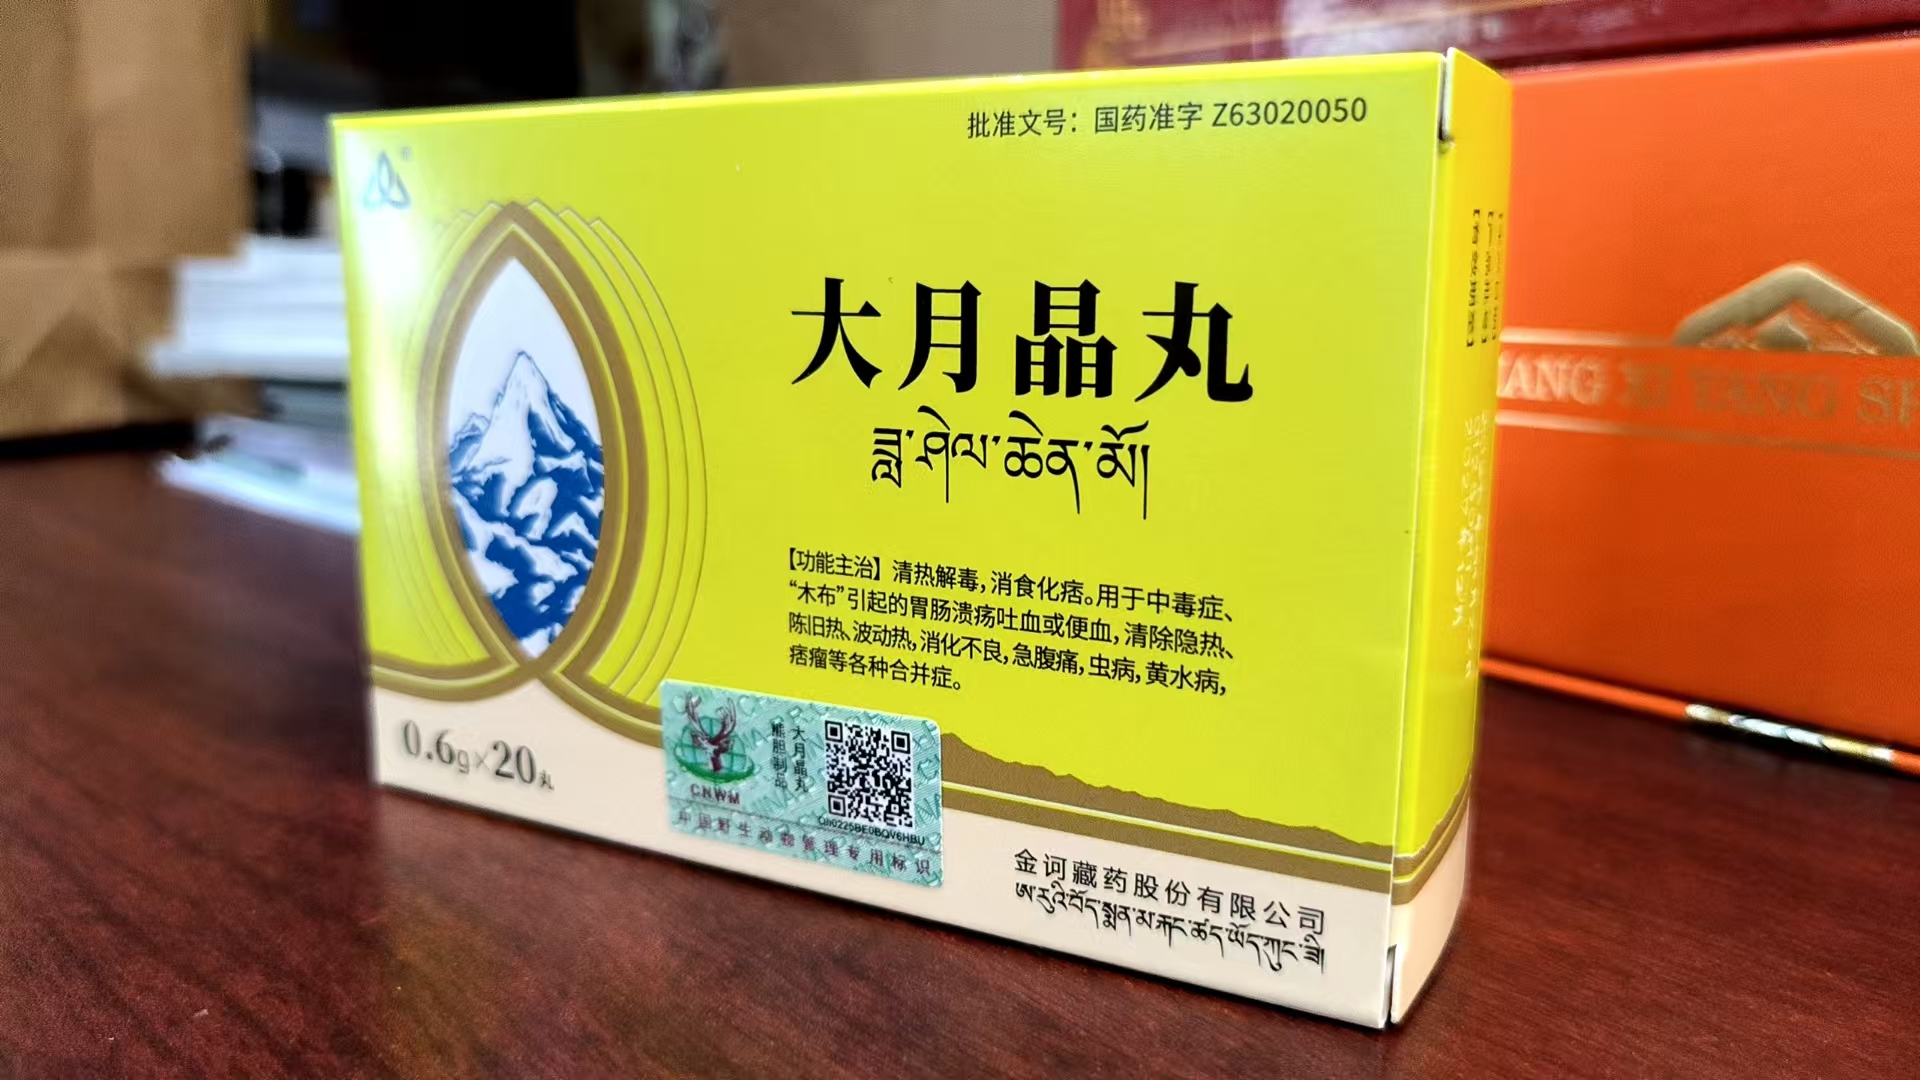 批准文号：国药准字 Z63020050
大月晶丸
ཟླ་ཤེལ་ཆེན་མོ།
【功能主治】清热解毒，消食化痞。用于中毒症、
“木布”引起的胃肠溃疡吐血或便血，清除隐热、
陈旧热、波动热，消化不良，急腹痛，虫病，黄水病，
痞瘤等各种合并症。
0.6g×20丸
CNWM
大月晶丸
熊胆制品
中国野生动物管理专用标识
金诃藏药股份有限公司
ANG XI TANG S